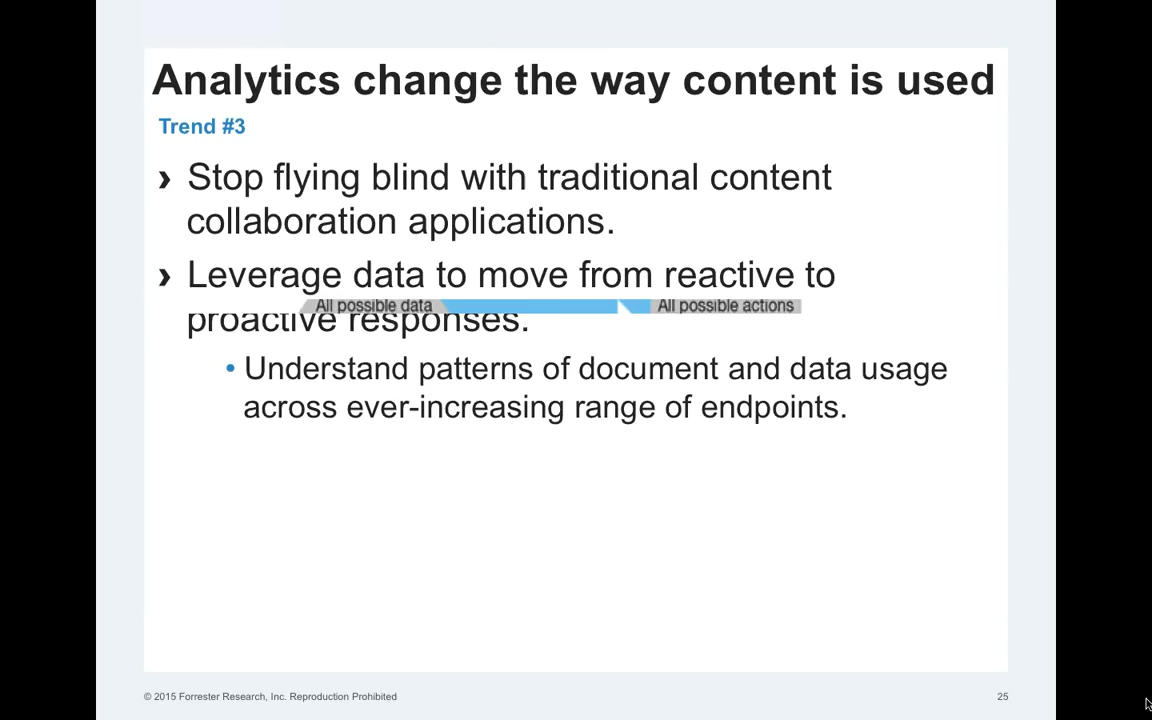 Analytics change the way content is used
Trend #3
› Stop flying blind with traditional content
collaboration applications.
› Leverage data to move from reactive to
All possible data All possible actions
proactive responses.
• Understand patterns of document and data usage
across ever-increasing range of endpoints.
© 2015 Forrester Research, Inc. Reproduction Prohibited
25